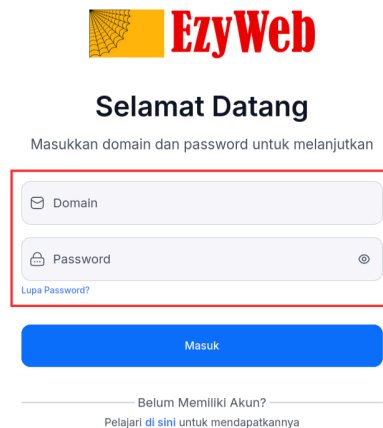 EzyWeb
Selamat Datang
Masukkan domain dan password untuk melanjutkan
Domain
Password
Lupa Password?
Masuk
Belum Memiliki Akun?
Pelajari di sini untuk mendapatkannya